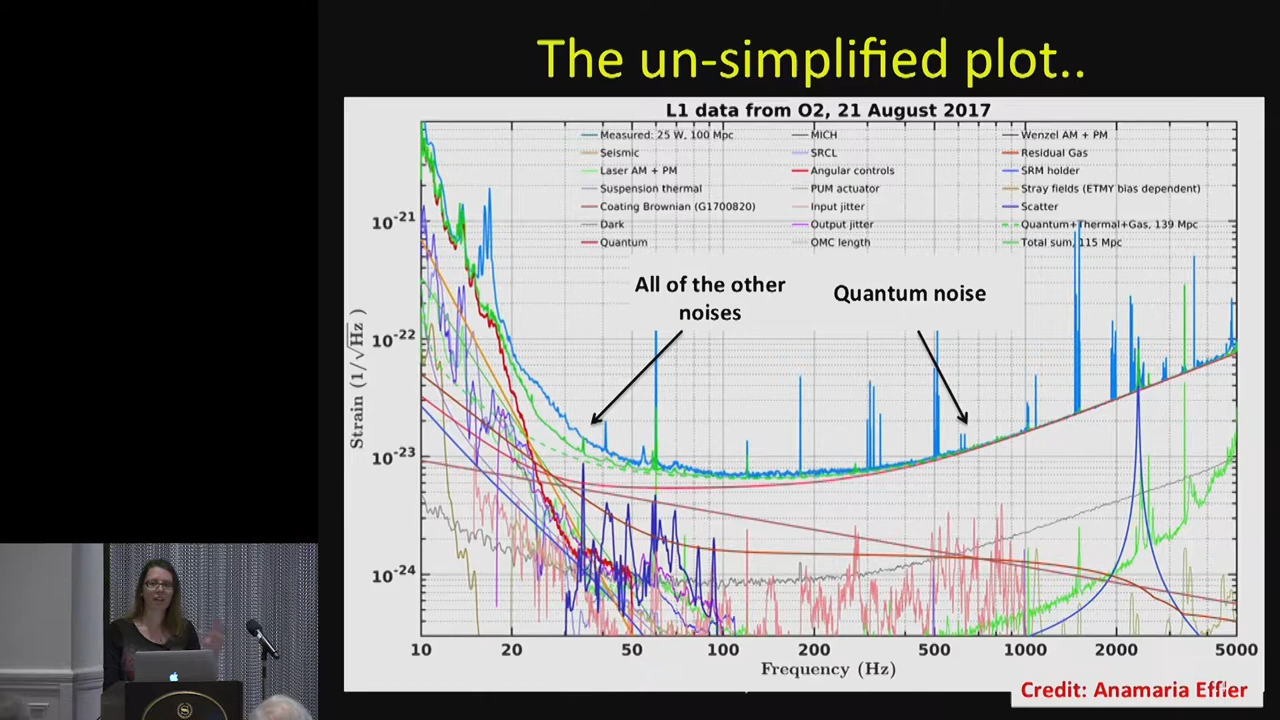 The un-simplified plot..
L1 data from O2, 21 August 2017
Measured: 25 W, 100 Mpc
Seismic
Laser AM + PM
Suspension thermal
Coating Brownian (G1700820)
Dark
Quantum
MICH
SRCL
Angular controls
PUM actuator
Input jitter
Output jitter
OMC length
Wenzel AM + PM
Residual Gas
SRM holder
Stray fields (ETMY bias dependent)
Scatter
Quantum+Thermal+Gas, 139 Mpc
Total sum, 115 Mpc
All of the other
noises
Quantum noise
Strain (1/√Hz )
10-21
10-22
10-23
10-24
10 20 50 100 200 500 1000 2000 5000
Frequency (Hz)
Credit: Anamaria Effler